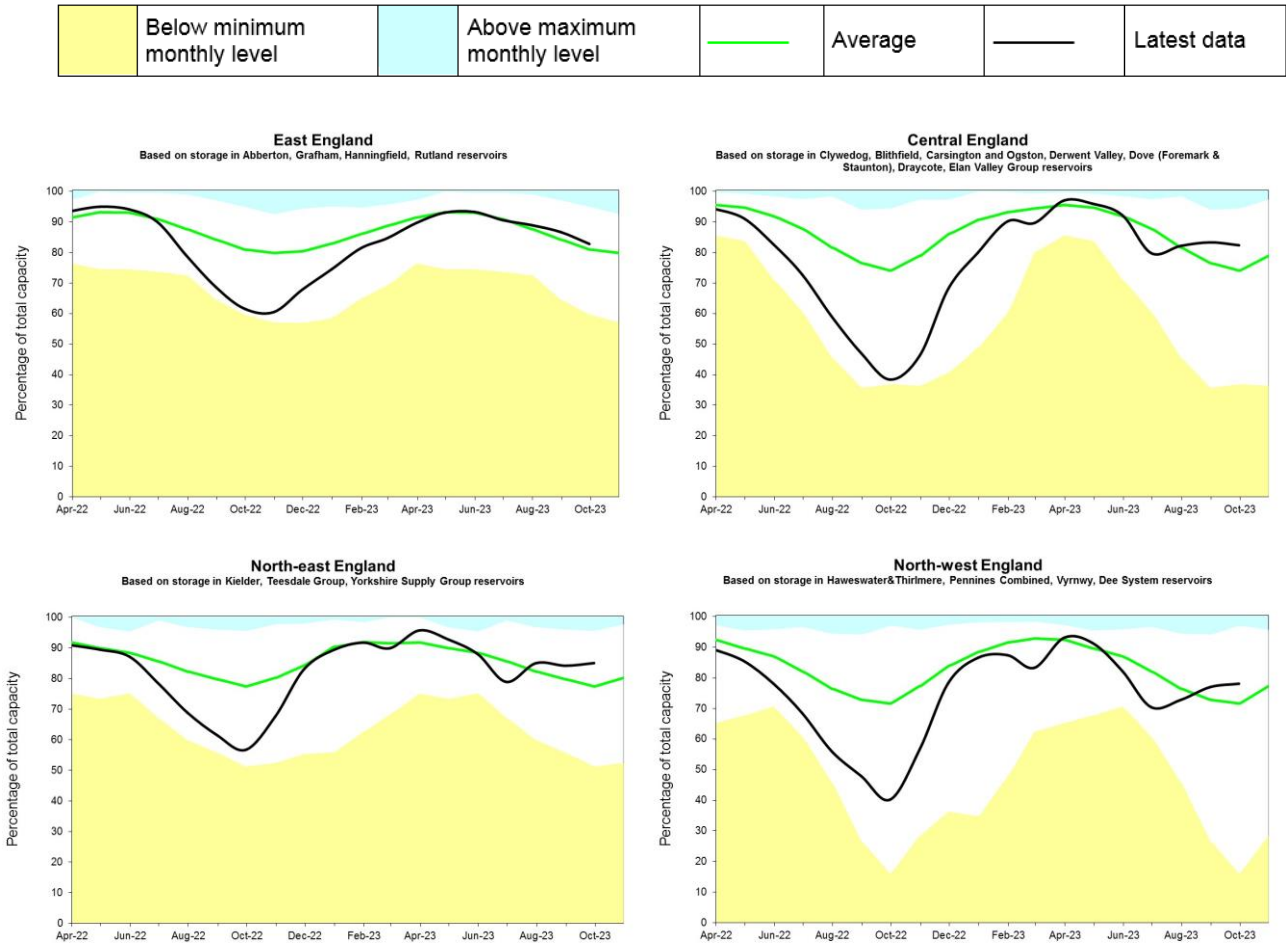 Below minimum
monthly level
Above maximum
monthly level
Average
Latest data
East England
Based on storage in Abberton, Grafham, Hanningfield, Rutland reservoirs
Percentage of total capacity
100
90
80
70
60
50
40
30
20
10
0
Apr-22 Jun-22 Aug-22 Oct-22 Dec-22 Feb-23 Apr-23 Jun-23 Aug-23 Oct-23
Central England
Based on storage in Clywedog, Blithfield, Carsington and Ogston, Derwent Valley, Dove (Foremark &
Staunton), Draycote, Elan Valley Group reservoirs
Percentage of total capacity
100
90
80
70
60
50
40
30
20
10
0
Apr-22 Jun-22 Aug-22 Oct-22 Dec-22 Feb-23 Apr-23 Jun-23 Aug-23 Oct-23
North-east England
Based on storage in Kielder, Teesdale Group, Yorkshire Supply Group reservoirs
Percentage of total capacity
100
90
80
70
60
50
40
30
20
10
0
Apr-22 Jun-22 Aug-22 Oct-22 Dec-22 Feb-23 Apr-23 Jun-23 Aug-23 Oct-23
North-west England
Based on storage in Haweswater&Thirlmere, Pennines Combined, Vyrnwy, Dee System reservoirs
Percentage of total capacity
100
90
80
70
60
50
40
30
20
10
0
Apr-22 Jun-22 Aug-22 Oct-22 Dec-22 Feb-23 Apr-23 Jun-23 Aug-23 Oct-23